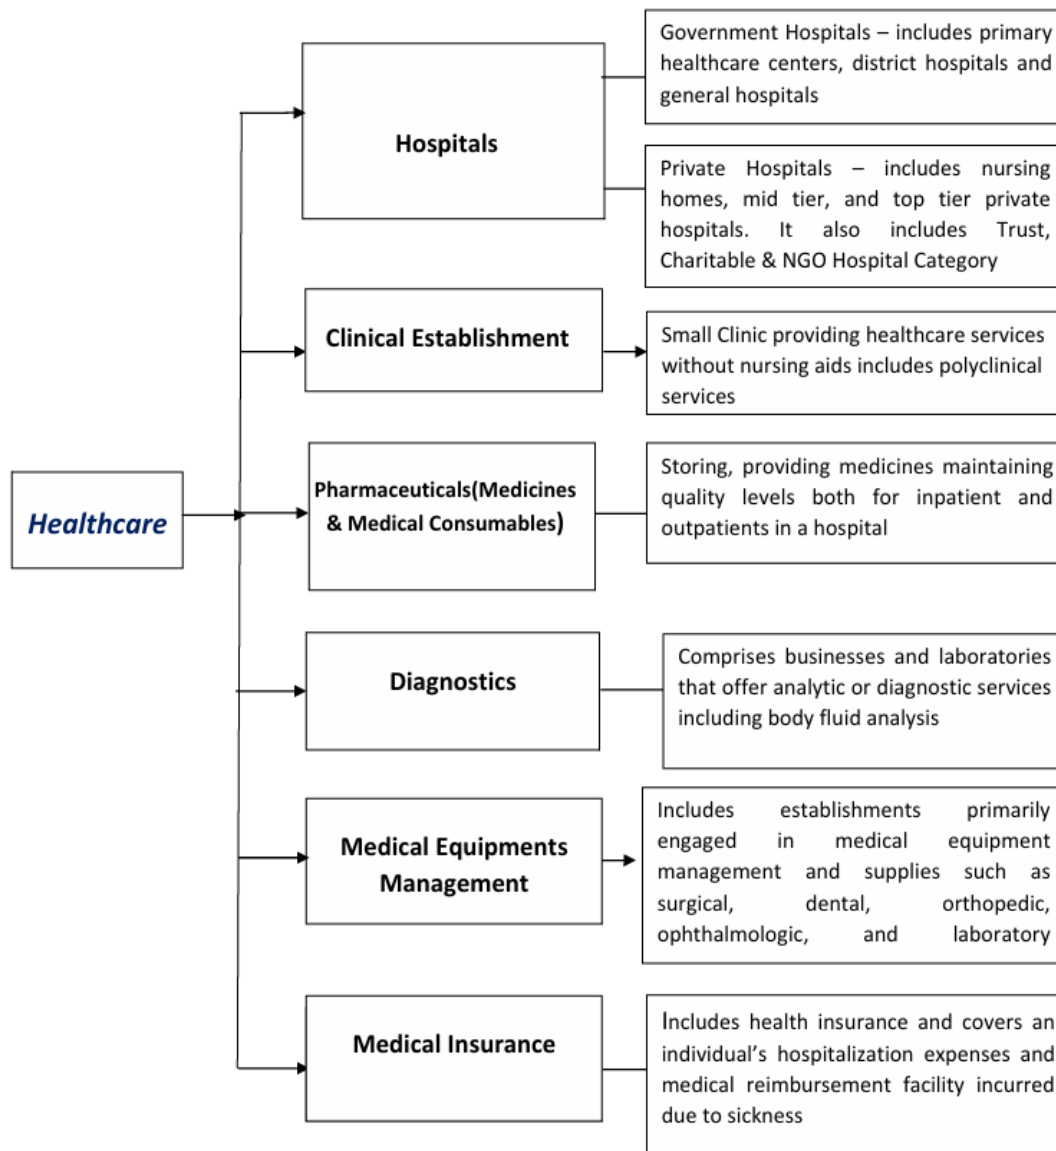 Healthcare
Hospitals
Government Hospitals – includes primary
healthcare centers, district hospitals and
general hospitals
Private Hospitals – includes nursing
homes, mid tier, and top tier private
hospitals. It also includes Trust,
Charitable & NGO Hospital Category
Clinical Establishment
Small Clinic providing healthcare services
without nursing aids includes polyclinical
services
Pharmaceuticals(Medicines
& Medical Consumables)
Storing, providing medicines maintaining
quality levels both for inpatient and
outpatients in a hospital
Diagnostics
Comprises businesses and laboratories
that offer analytic or diagnostic services
including body fluid analysis
Medical Equipments
Management
Includes establishments primarily
engaged in medical equipment
management and supplies such as
surgical, dental, orthopedic,
ophthalmologic, and laboratory
Medical Insurance
Includes health insurance and covers an
individual's hospitalization expenses and
medical reimbursement facility incurred
due to sickness